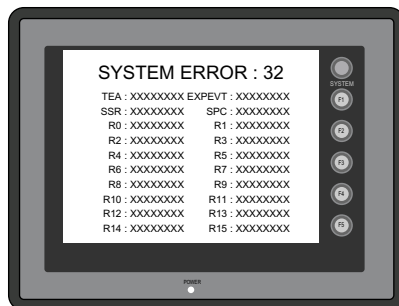 SYSTEM ERROR : 32
TEA : XXXXXXXX EXPEVT : XXXXXXXX
SSR : XXXXXXXX SPC : XXXXXXXX
R0 : XXXXXXXX R1 : XXXXXXXX
R2 : XXXXXXXX R3 : XXXXXXXX
R4 : XXXXXXXX R5 : XXXXXXXX
R6 : XXXXXXXX R7 : XXXXXXXX
R8 : XXXXXXXX R9 : XXXXXXXX
R10 : XXXXXXXX R11 : XXXXXXXX
R12 : XXXXXXXX R13 : XXXXXXXX
R14 : XXXXXXXX R15 : XXXXXXXX
SYSTEM
F1
F2
F3
F4
F5
POWER